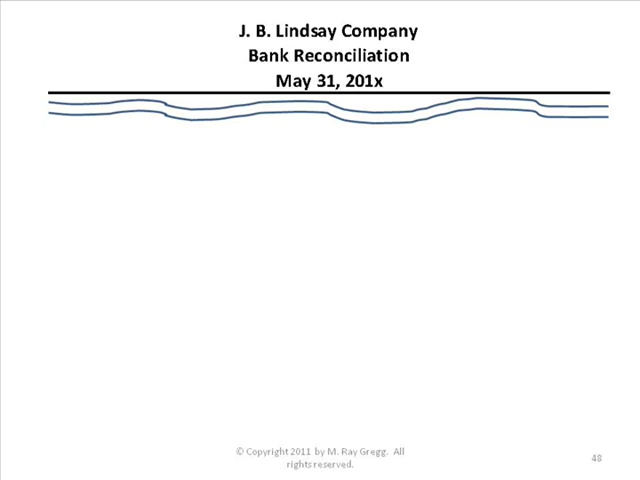 J. B. Lindsay Company
Bank Reconciliation
May 31, 201x
© Copyright 2011 by M. Ray Gregg.  All
rights reserved.
48